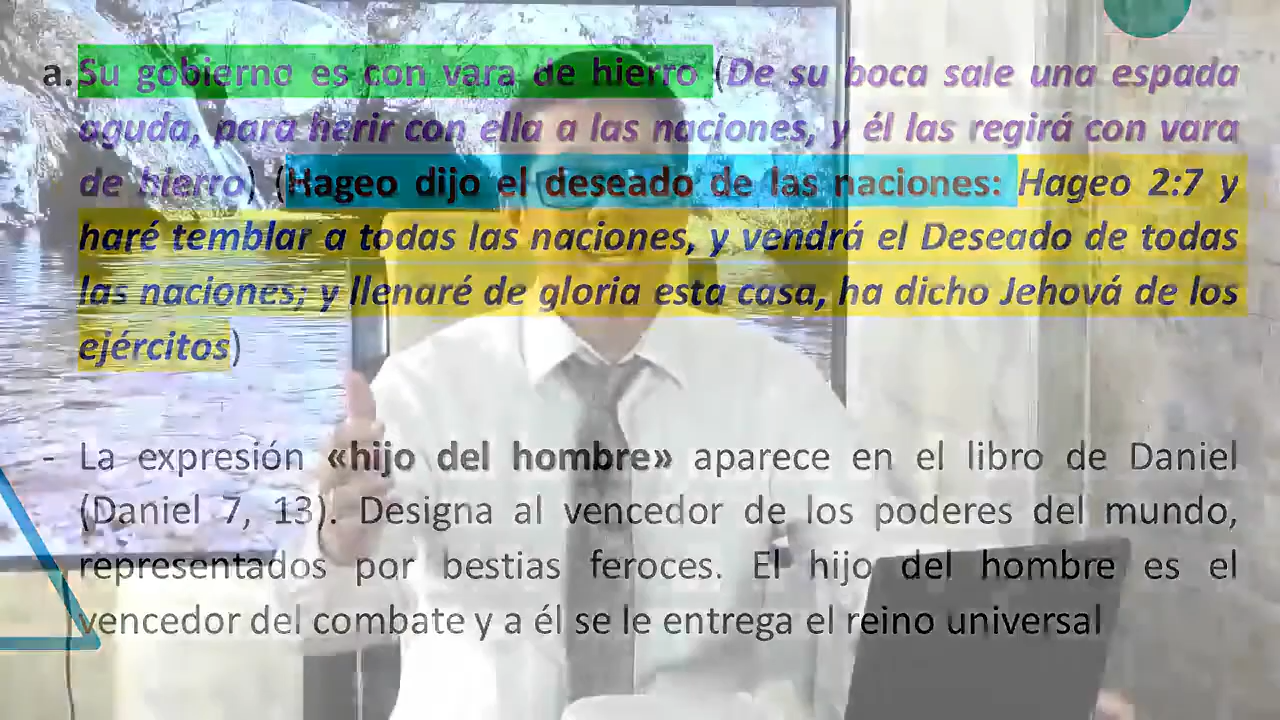 a. Su gobierno es con vara de hierro (De su boca sale una espada
aguda, para herir con ella a las naciones, y él las regirá con vara
de hierro) (Hageo dijo el deseado de las naciones: Hageo 2:7 y
haré temblar a todas las naciones, y vendrá el Deseado de todas
las naciones; y llenaré de gloria esta casa, ha dicho Jehová de los
ejércitos)
- La expresión «hijo del hombre» aparece en el libro de Daniel
(Daniel 7, 13). Designa al vencedor de los poderes del mundo,
representados por bestias feroces. El hijo del hombre es el
vencedor del combate y a él se le entrega el reino universal